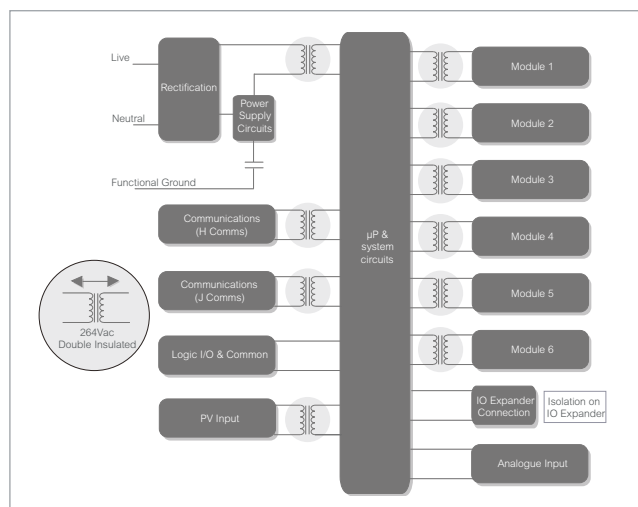 Live
Rectification
Neutral
Power
Supply
Circuits
Functional Ground
Communications
(H Comms)
Communications
(J Comms)
264Vac
Double Insulated
Logic I/O & Common
PV Input
µP &
system
circuits
Module 1
Module 2
Module 3
Module 4
Module 5
Module 6
IO Expander
Connection
Isolation on
IO Expander
Analogue Input